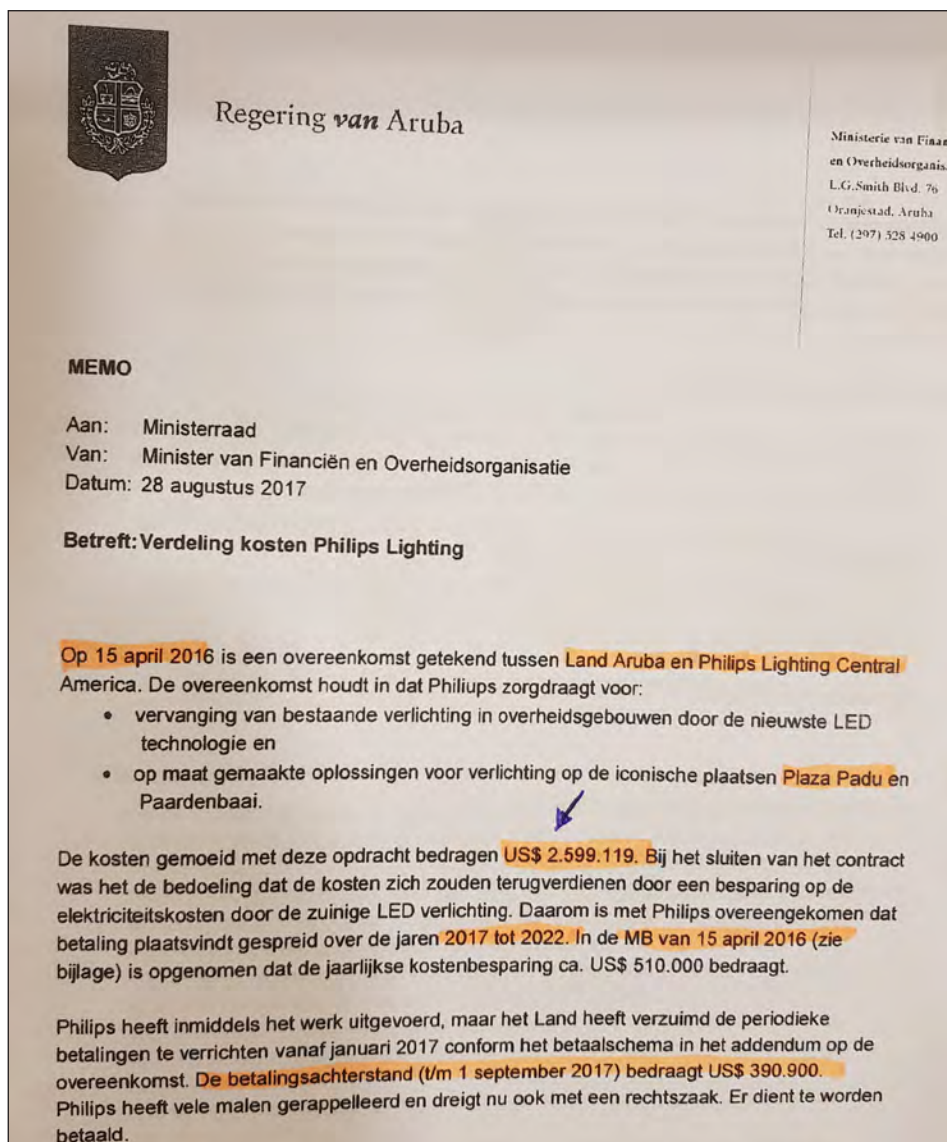 Regering van Aruba
Ministerie van Finan
en Overheidsorganis.
L.G.Smith Blvd. 76
Oranjestad, Aruba
Tel. (297) 528 4900
MEMO
Aan: Ministerraad
Van: Minister van Financiën en Overheidsorganisatie
Datum: 28 augustus 2017
Betreft: Verdeling kosten Philips Lighting
Op 15 april 2016 is een overeenkomst getekend tussen Land Aruba en Philips Lighting Central
America. De overeenkomst houdt in dat Philiups zorgdraagt voor:
• vervanging van bestaande verlichting in overheidsgebouwen door de nieuwste LED
technologie en
• op maat gemaakte oplossingen voor verlichting op de iconische plaatsen Plaza Padu en
Paardenbaai.
De kosten gemoeid met deze opdracht bedragen US$ 2.599.119. Bij het sluiten van het contract
was het de bedoeling dat de kosten zich zouden terugverdienen door een besparing op de
elektriciteitskosten door de zuinige LED verlichting. Daarom is met Philips overeengekomen dat
betaling plaatsvindt gespreid over de jaren 2017 tot 2022. In de MB van 15 april 2016 (zie
bijlage) is opgenomen dat de jaarlijkse kostenbesparing ca. US$ 510.000 bedraagt.
Philips heeft inmiddels het werk uitgevoerd, maar het Land heeft verzuimd de periodieke
betalingen te verrichten vanaf januari 2017 conform het betaalschema in het addendum op de
overeenkomst. De betalingsachterstand (t/m 1 september 2017) bedraagt US$ 390.900.
Philips heeft vele malen gerappelleerd en dreigt nu ook met een rechtszaak. Er dient te worden
betaald.